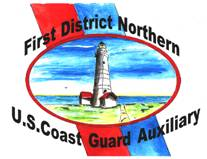 First District Northern
U.S.Coast Guard Auxiliary